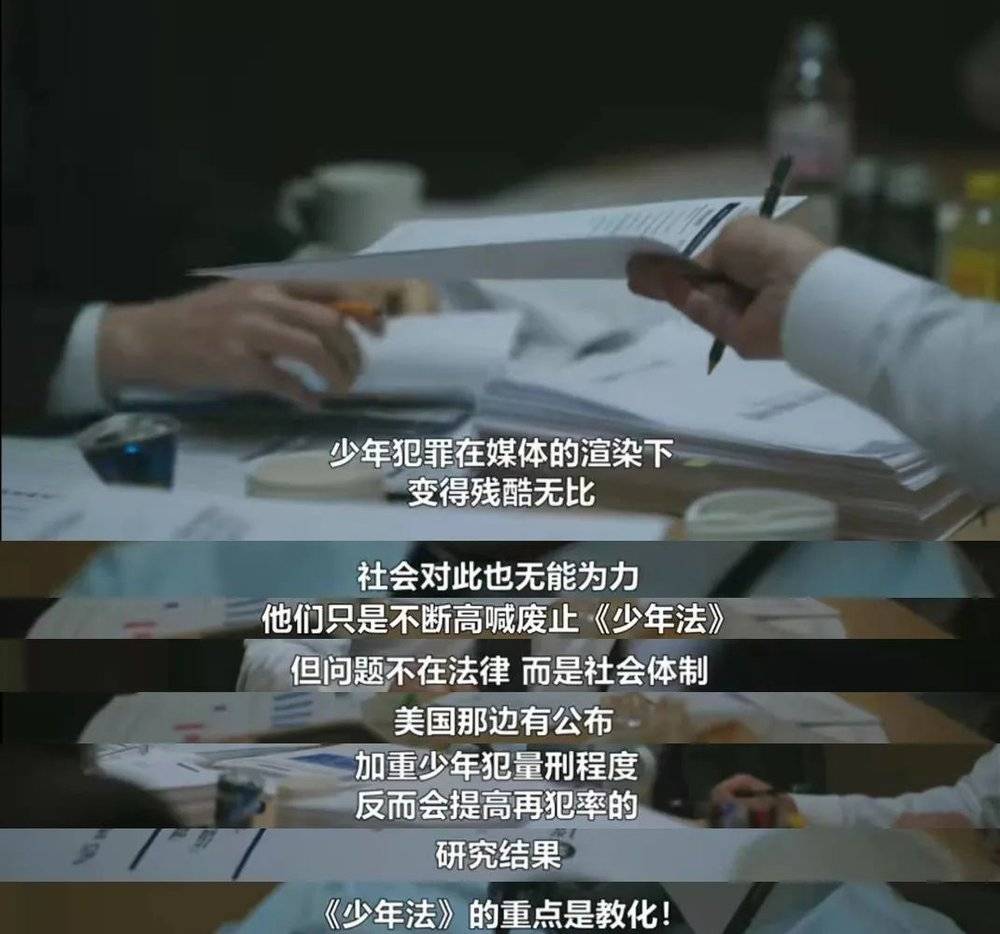 少年犯罪在媒体的渲染下
变得残酷无比
社会对此也无能为力
他们只是不断高喊废止《少年法》
但问题不在法律 而是社会体制
美国那边有公布
加重少年犯量刑程度
反而会提高再犯率的
研究结果
《少年法》的重点是教化！